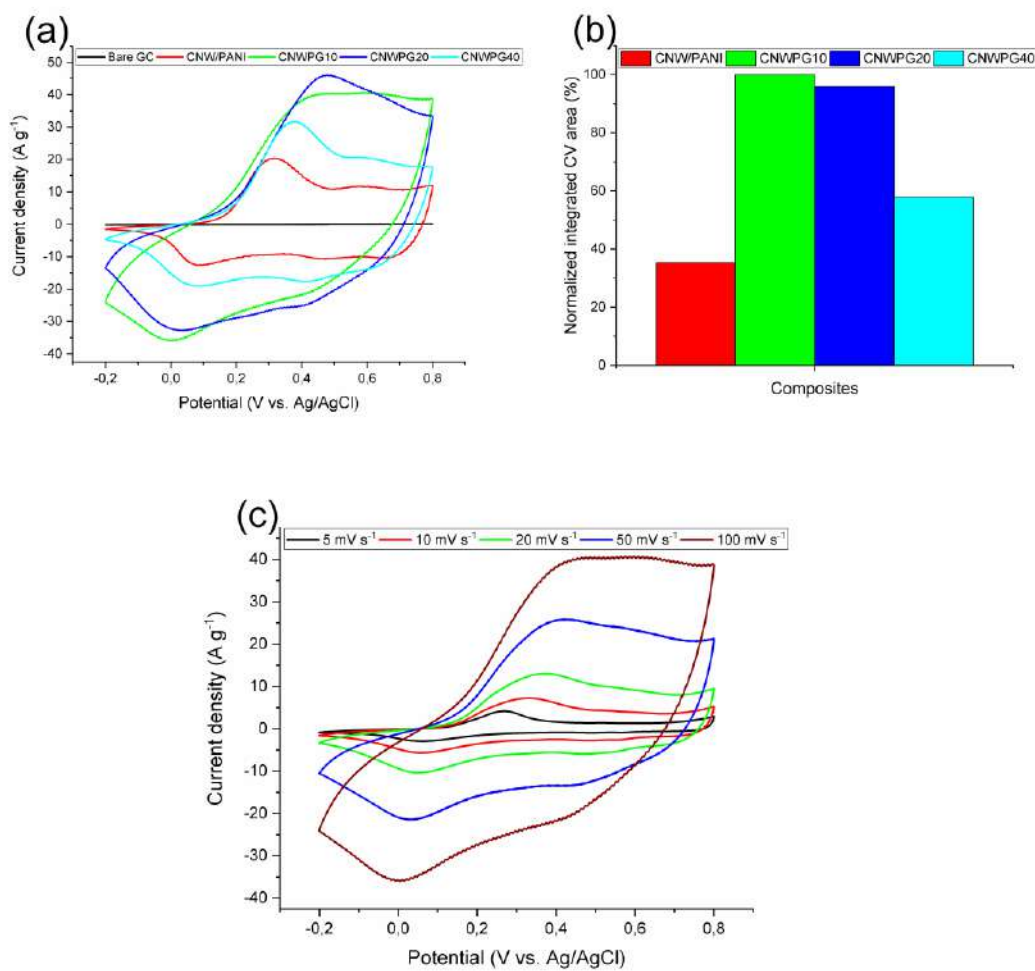 (a)
Bare GC CNW/PANI CNWPG10 CNWPG20 CNWPG40
50
40
30
20
10
0
-10
-20
-30
-40
Current density (A g⁻¹)
-0,2 0,0 0,2 0,4 0,6 0,8
Potential (V vs. Ag/AgCl)
(b)
CNW/PANI CNWPG10 CNWPG20 CNWPG40
100
80
60
40
20
0
Normalized integrated CV area (%)
Composites
(c)
5 mV s⁻¹ 10 mV s⁻¹ 20 mV s⁻¹ 50 mV s⁻¹ 100 mV s⁻¹
40
30
20
10
0
-10
-20
-30
-40
Current density (A g⁻¹)
-0,2 0,0 0,2 0,4 0,6 0,8
Potential (V vs. Ag/AgCl)